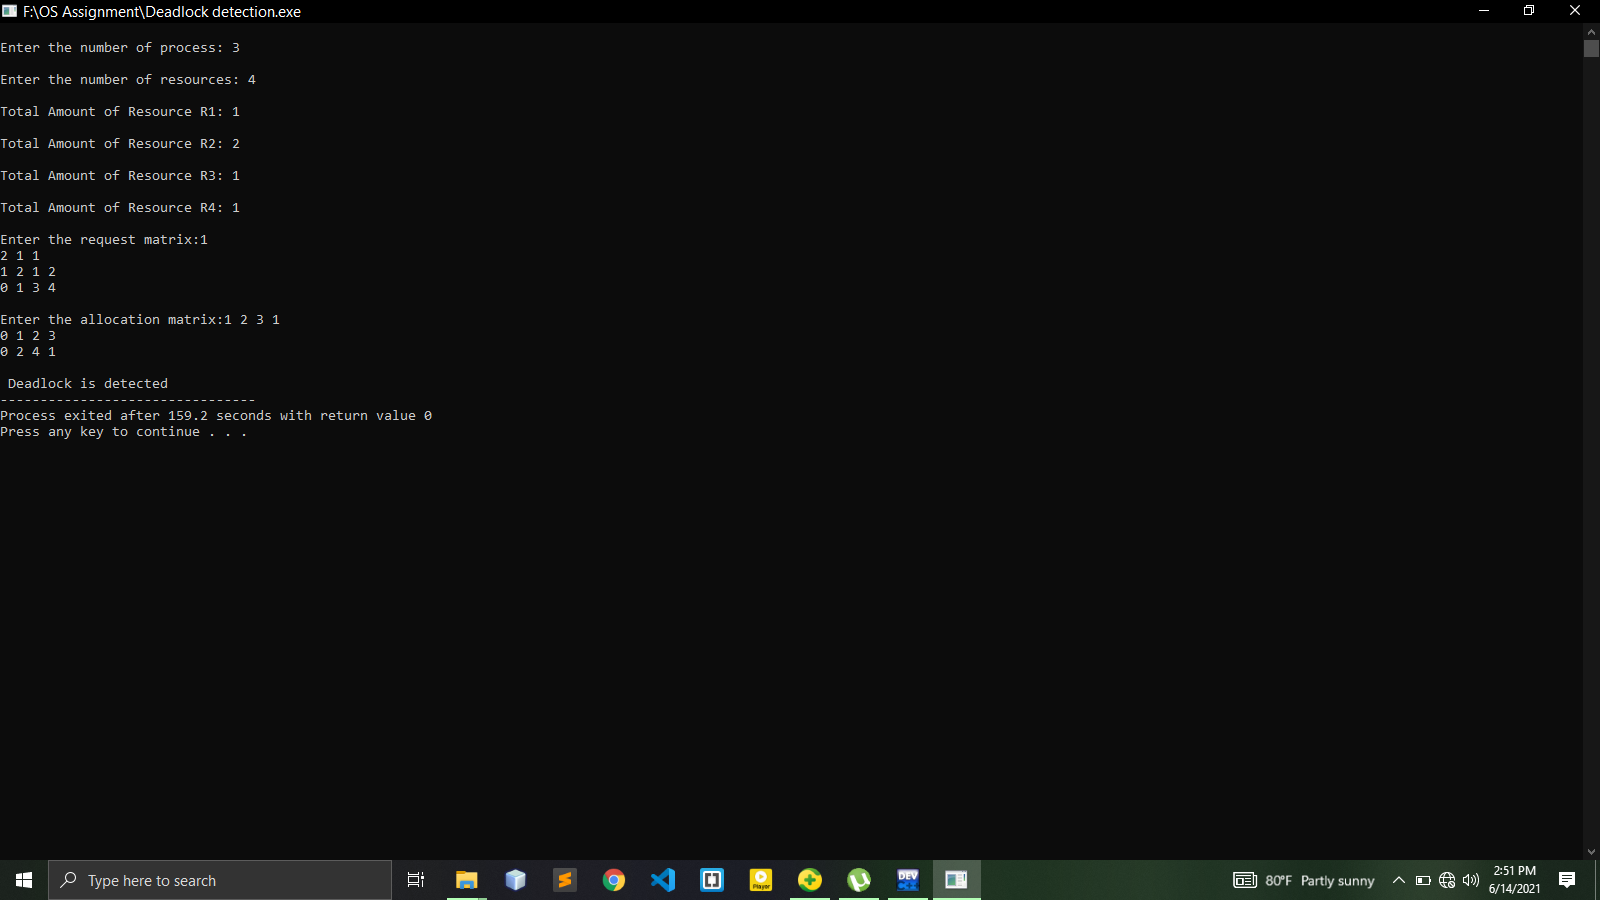 F:\OS Assignment\Deadlock detection.exe
Enter the number of process: 3
Enter the number of resources: 4
Total Amount of Resource R1: 1
Total Amount of Resource R2: 2
Total Amount of Resource R3: 1
Total Amount of Resource R4: 1
Enter the request matrix:1
2 1 1
1 2 1 2
0 1 3 4
Enter the allocation matrix:1 2 3 1
0 1 2 3
0 2 4 1
Deadlock is detected
--------------------------------
Process exited after 159.2 seconds with return value 0
Press any key to continue . . .
Type here to search
Player
DEV
C++
80°F Partly sunny
2:51 PM
6/14/2021